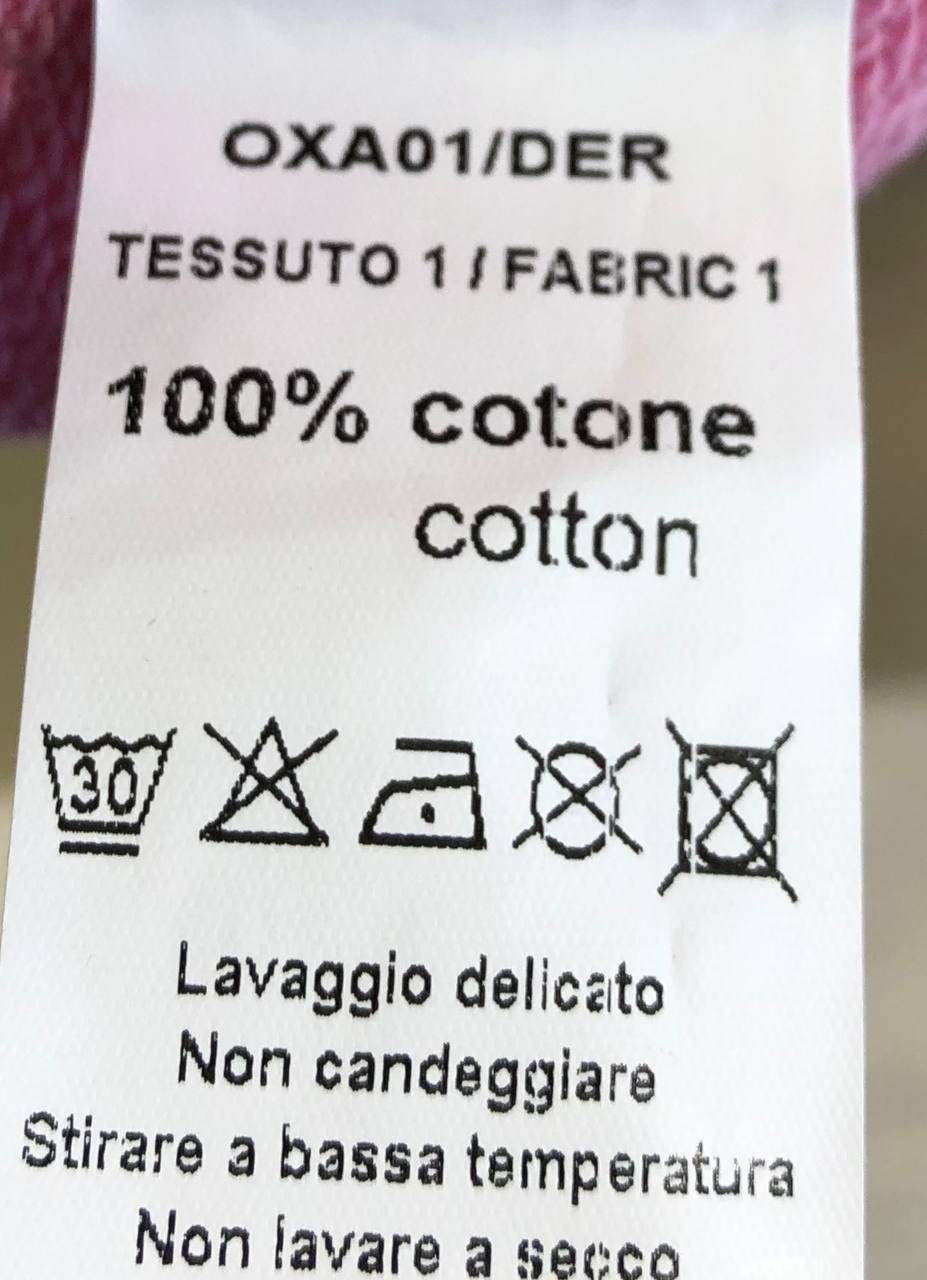 OXA01/DER
TESSUTO 1 / FABRIC 1
100% cotone
cotton
30
Lavaggio delicato
Non candeggiare
Stirare a bassa temperatura
Non lavare a secco